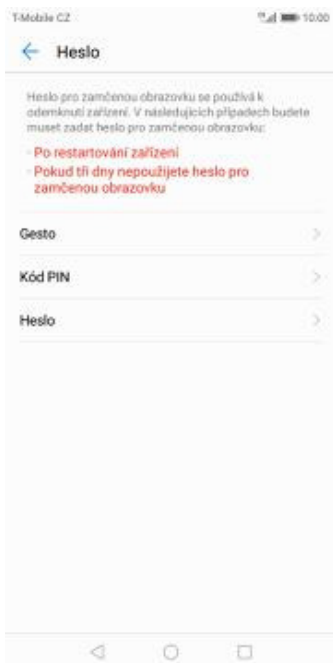 T-Mobile CZ 10:00
Heslo
Heslo pro zamčenou obrazovku se používá k
odemknutí zařízení. V následujících případech budete
muset zadat heslo pro zamčenou obrazovku:
- Po restartování zařízení
- Pokud tři dny nepoužijete heslo pro
zamčenou obrazovku
Gesto
Kód PIN
Heslo